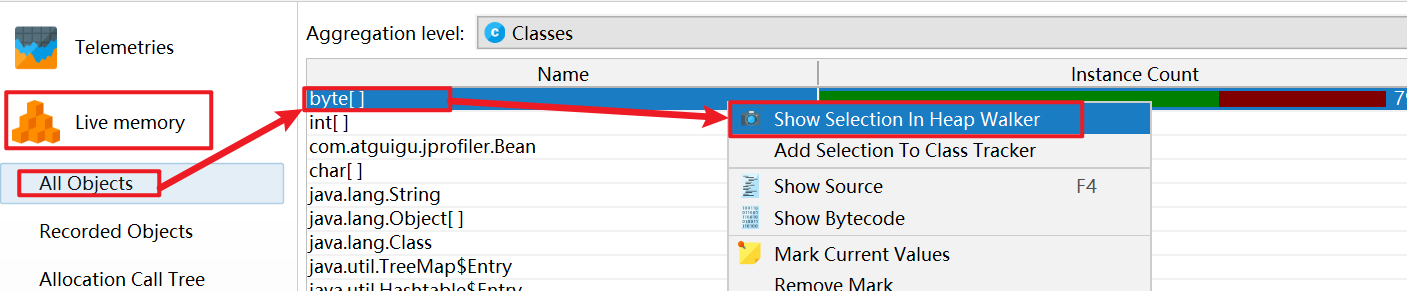 Telemetries
Live memory
All Objects
Recorded Objects
Allocation Call Tree
Aggregation level:
Classes
Name
Instance Count
byte[ ]
int[ ]
com.atguigu.jprofiler.Bean
char[ ]
java.lang.String
java.lang.Object[ ]
java.lang.Class
java.util.TreeMap$Entry
java.util.Hashtable$Entry
Show Selection In Heap Walker
Add Selection To Class Tracker
Show Source F4
Show Bytecode
Mark Current Values
Remove Mark